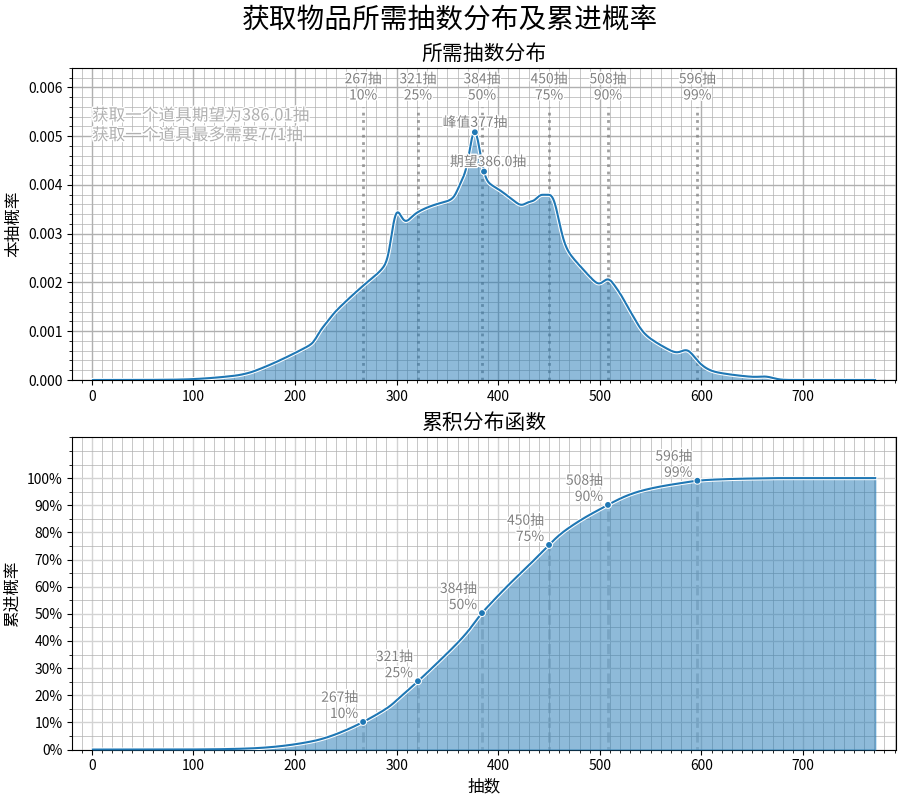 获取物品所需抽数分布及累进概率
所需抽数分布
267抽 321抽 384抽 450抽 508抽 596抽
10% 25% 50% 75% 90% 99%
获取一个道具期望为386.01抽
获取一个道具最多需要771抽
峰值377抽
期望386.0抽
本抽概率
0.006
0.005
0.004
0.003
0.002
0.001
0.000
0 100 200 300 400 500 600 700
累积分布函数
累进概率
100%
90%
80%
70%
60%
50%
40%
30%
20%
10%
0%
596抽
99%
508抽
90%
450抽
75%
384抽
50%
321抽
25%
267抽
10%
0 100 200 300 400 500 600 700
抽数